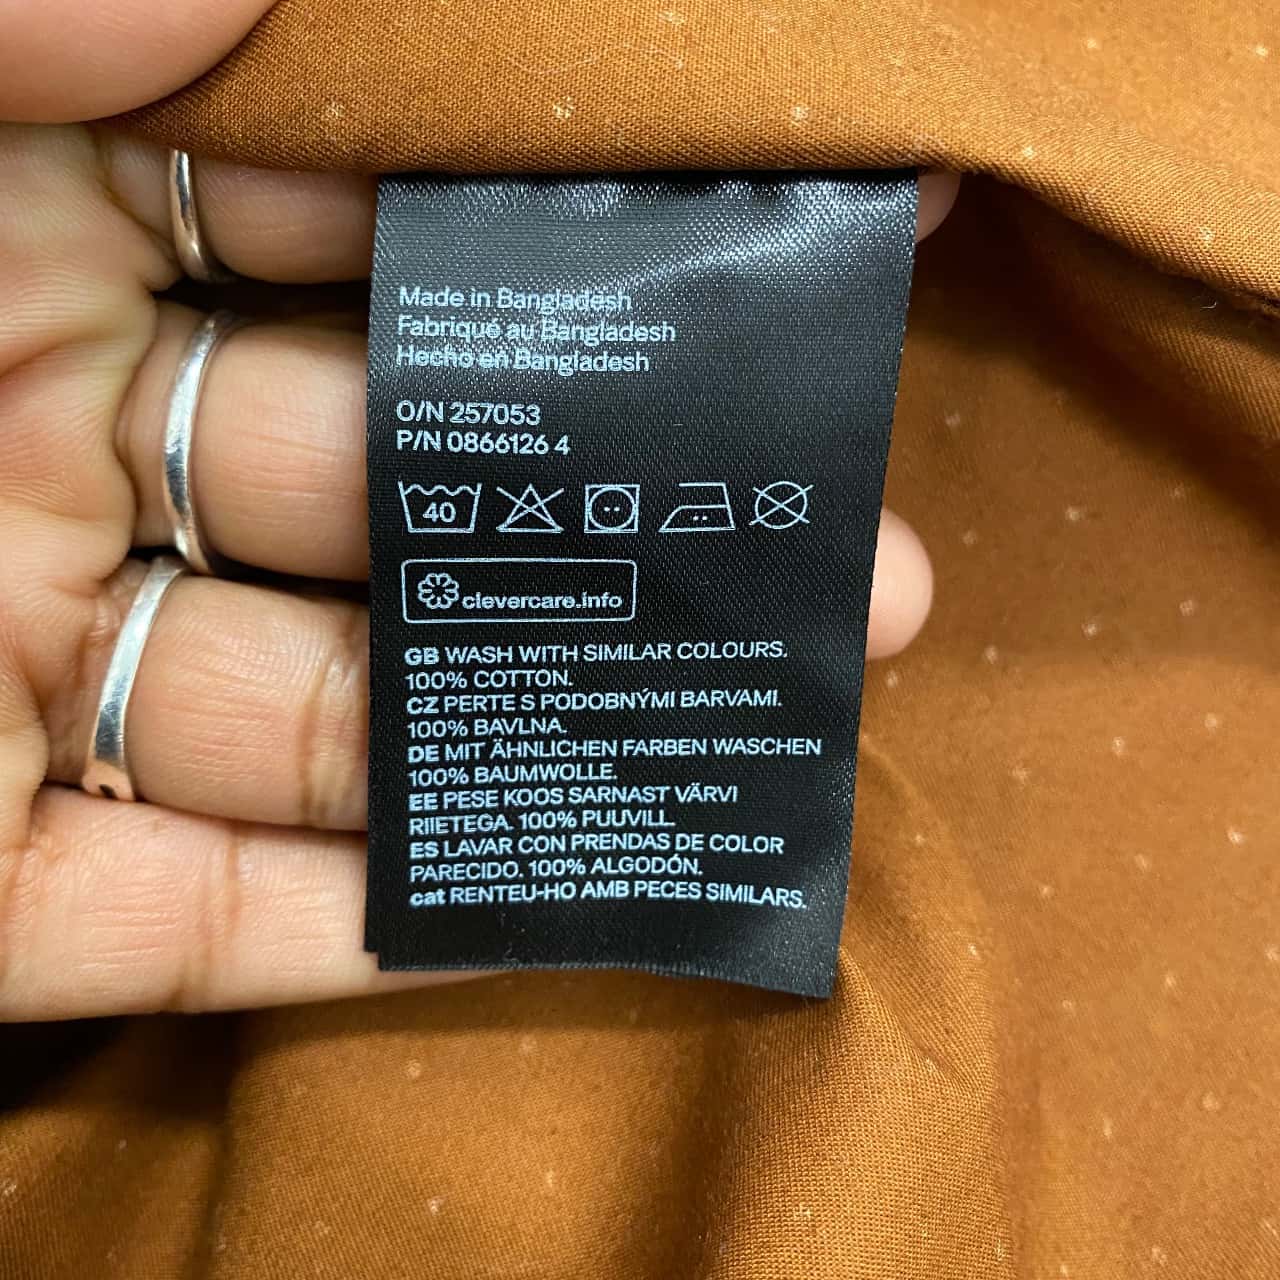 Made in Bangladesh
Fabriqué au Bangladesh
Hecho en Bangladesh
O/N 257053
P/N 0866126 4
40
clevercare.info
GB WASH WITH SIMILAR COLOURS.
100% COTTON.
CZ PERTE S PODOBNÝMI BARVAMI.
100% BAVLNA.
DE MIT ÄHNLICHEN FARBEN WASCHEN
100% BAUMWOLLE.
EE PESE KOOS SARNAST VÄRVI
RIIETEGA. 100% PUUVILL.
ES LAVAR CON PRENDAS DE COLOR
PARECIDO. 100% ALGODÓN.
cat RENTEU-HO AMB PECES SIMILARS.